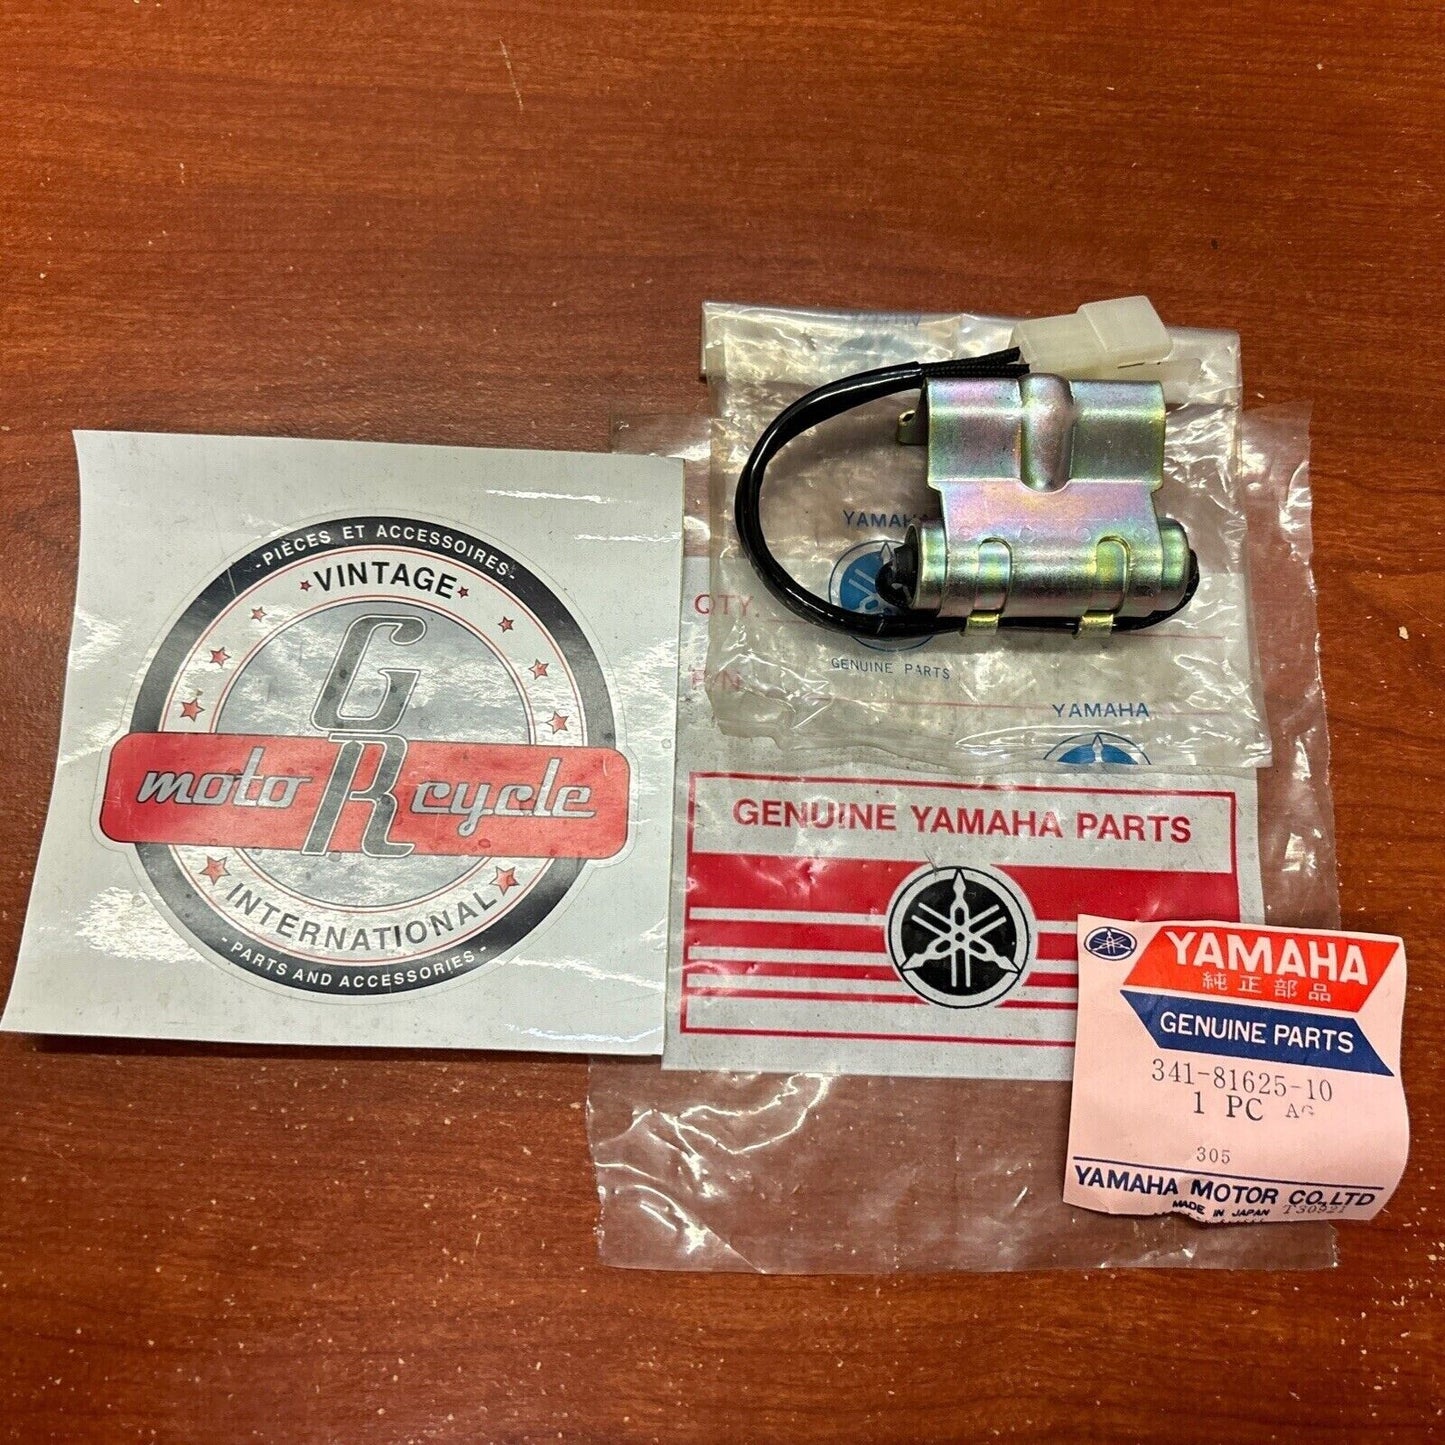 - PIÈCES ET ACCESSOIRES -
VINTAGE
GR
moto cycle
INTERNATIONAL
- PARTS AND ACCESSORIES -
YAMAHA
QTY.
P/N
GENUINE PARTS
YAMAHA
GENUINE YAMAHA PARTS
YAMAHA
純正部品
GENUINE PARTS
341-81625-10
1 PC
305
YAMAHA MOTOR CO.,LTD
MADE IN JAPAN